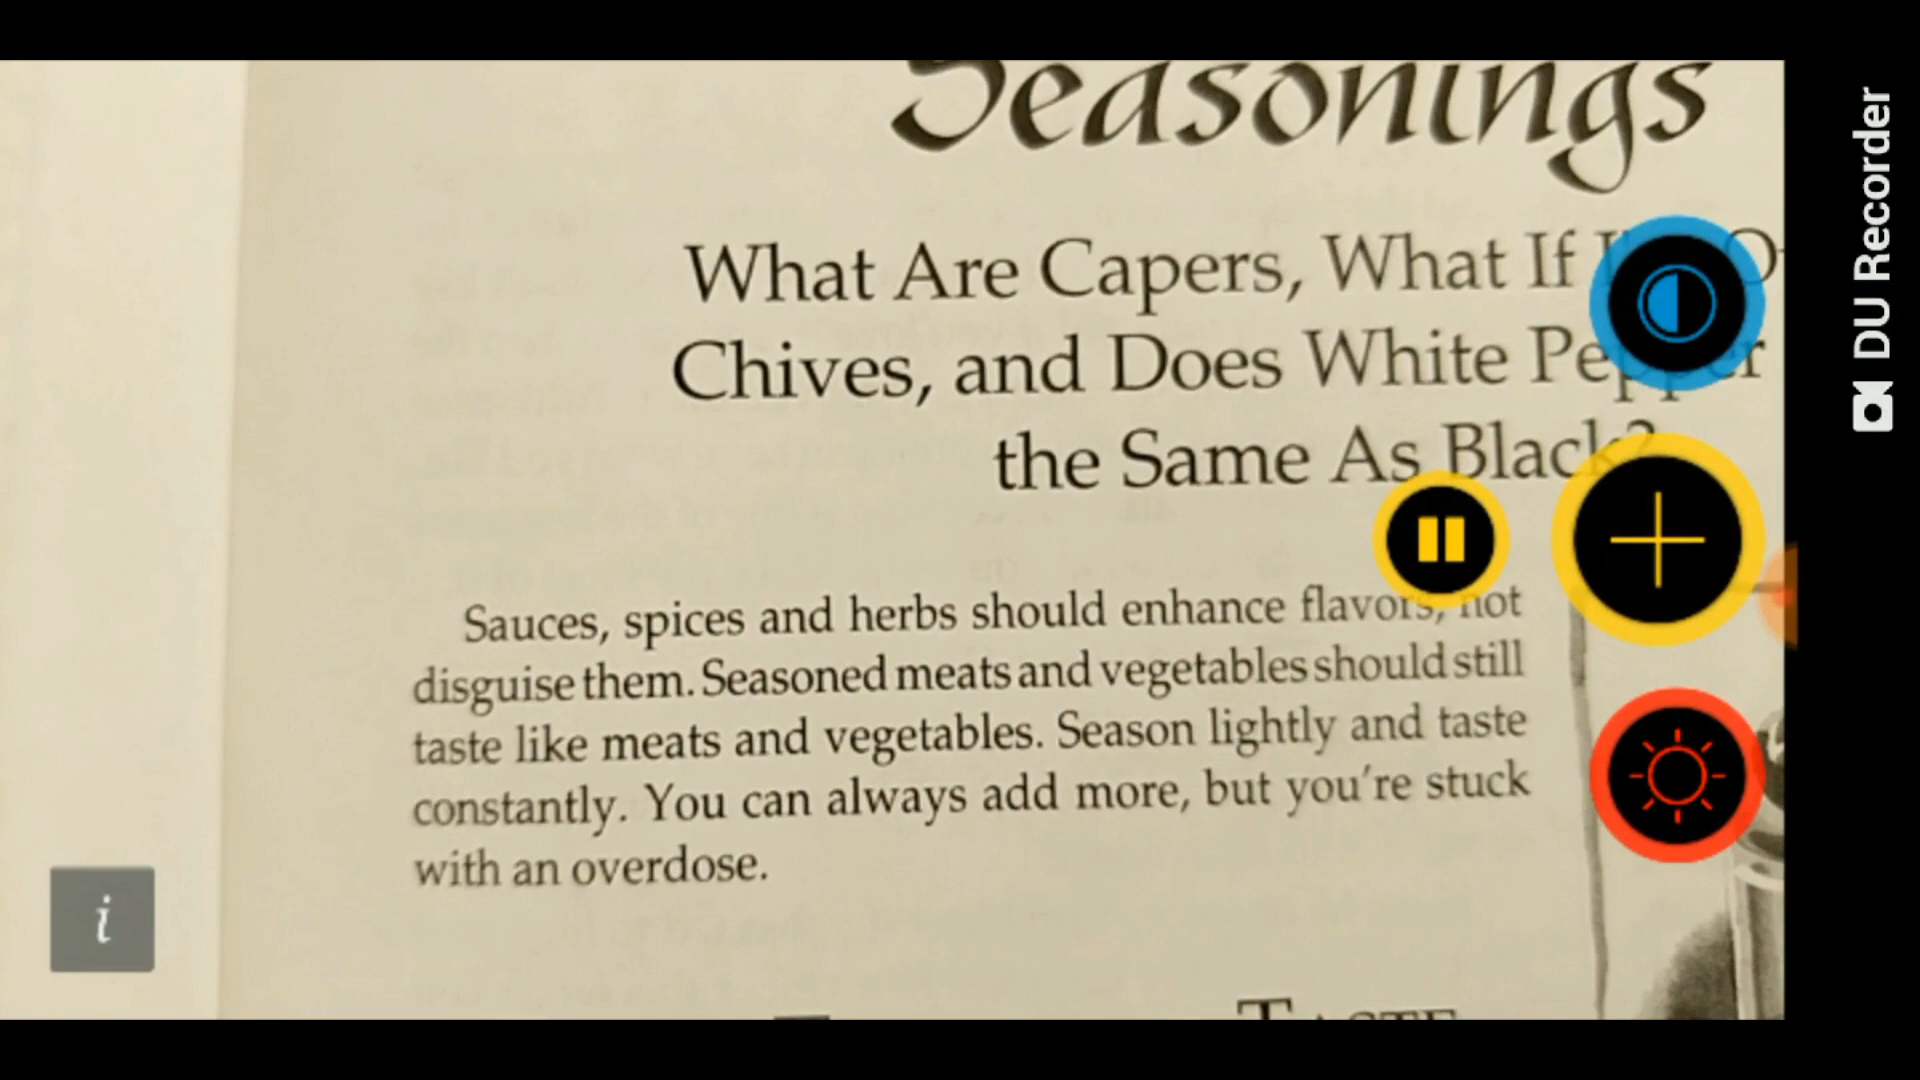 Seasonings
What Are Capers, What If
Chives, and Does White Pepper
the Same As Black?
Sauces, spices and herbs should enhance flavors, not
disguise them. Seasoned meats and vegetables should still
taste like meats and vegetables. Season lightly and taste
constantly. You can always add more, but you're stuck
with an overdose.
TASTE
i
DU Recorder